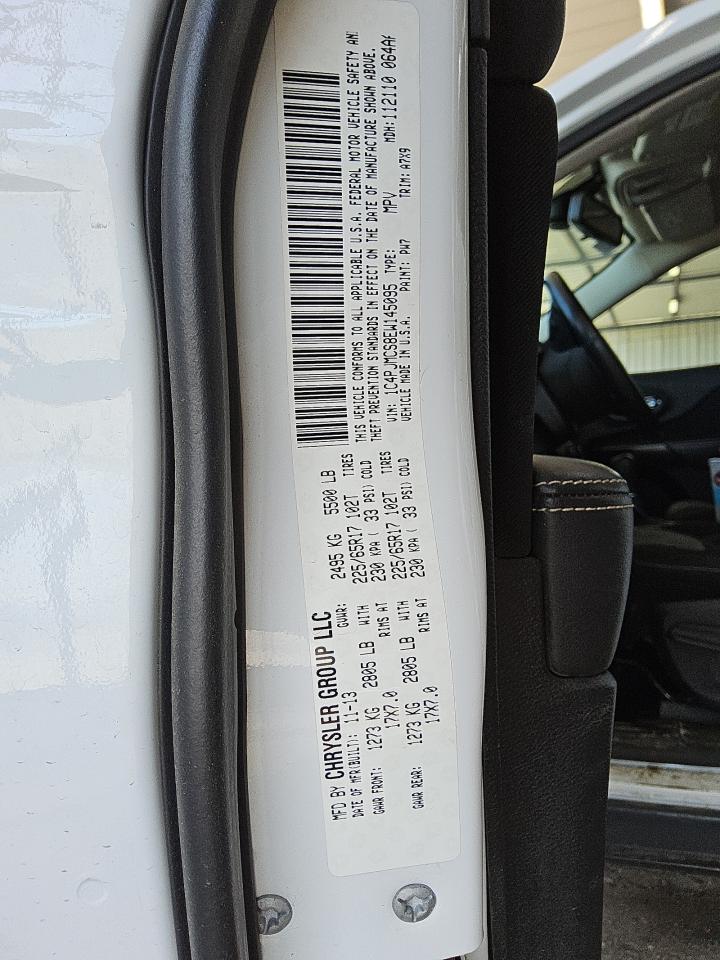 MFD BY CHRYSLER GROUP LLC
DATE OF MFR(BUILT): 11-13 GVWR: 2495 KG 5500 LB
GAWR FRONT: 1273 KG 2805 LB WITH 225/65R17 102T TIRES
17X7.0 RIMS AT 230 KPA ( 33 PSI) COLD
GAWR REAR: 1273 KG 2805 LB WITH 225/65R17 102T TIRES
17X7.0 RIMS AT 230 KPA ( 33 PSI) COLD
THIS VEHICLE CONFORMS TO ALL APPLICABLE U.S.A. FEDERAL MOTOR VEHICLE SAFETY AN
THEFT PREVENTION STANDARDS IN EFFECT ON THE DATE OF MANUFACTURE SHOWN ABOVE.
VIN: 1C4PJMCS8EW145095 TYPE: MPV MDH:112110 064A
VEHICLE MADE IN U.S.A. PAINT: PW7 TRIM: A7X9